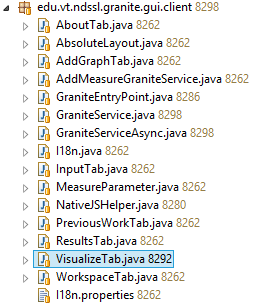 edu.vt.ndssl.granite.gui.client 8298
AboutTab.java 8262
AbsoluteLayout.java 8262
AddGraphTab.java 8262
AddMeasureGraniteService.java 8262
GraniteEntryPoint.java 8286
GraniteService.java 8298
GraniteServiceAsync.java 8298
I18n.java 8262
InputTab.java 8262
MeasureParameter.java 8262
NativeJSHelper.java 8280
PreviousWorkTab.java 8262
ResultsTab.java 8262
VisualizeTab.java 8292
WorkspaceTab.java 8262
I18n.properties 8262